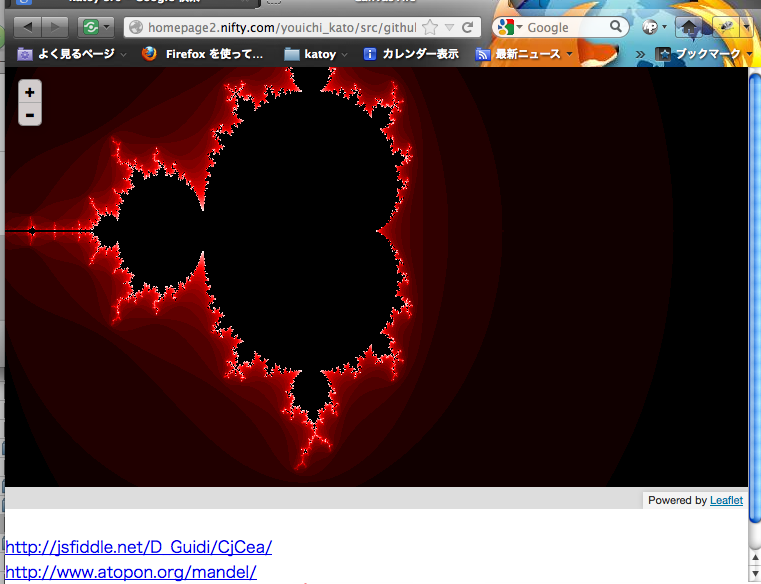 homepage2.nifty.com/youichi_kato/src/githul
Google
よく見るページ
Firefox を使って...
katoy
カレンダー表示
最新ニュース
»
ブックマーク
+
-
Powered by Leaflet
http://jsfiddle.net/D_Guidi/CjCea/
http://www.atopon.org/mandel/